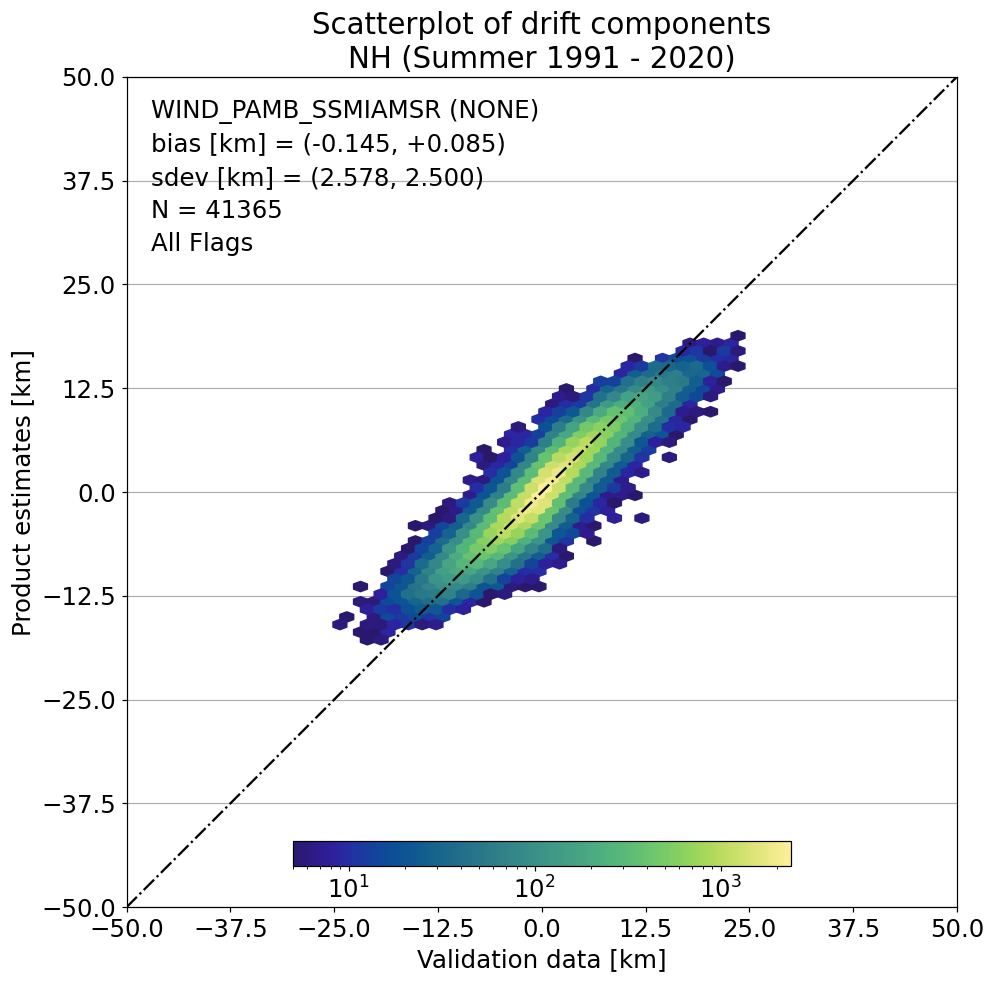 Scatterplot of drift components
NH (Summer 1991 - 2020)
50.0
37.5
25.0
12.5
0.0
−12.5
−25.0
−37.5
−50.0
Product estimates [km]
WIND_PAMB_SSMIAMSR (NONE)
bias [km] = (-0.145, +0.085)
sdev [km] = (2.578, 2.500)
N = 41365
All Flags
10¹ 10² 10³
−50.0 −37.5 −25.0 −12.5 0.0 12.5 25.0 37.5 50.0
Validation data [km]